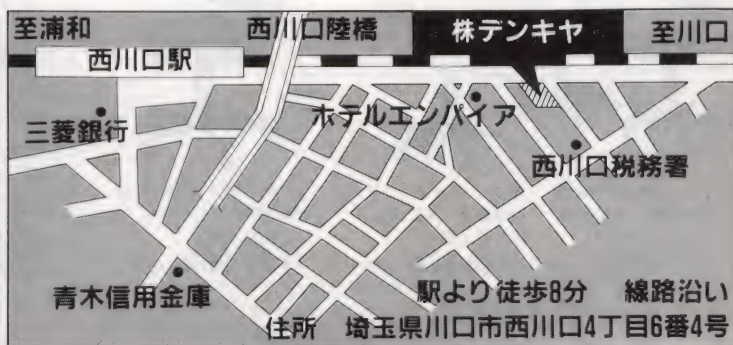 至浦和
西川口陸橋
株デンキヤ
至川口
西川口駅
ホテルエンパイア
三菱銀行
西川口税務署
青木信用金庫
駅より徒歩8分 線路沿い
住所 埼玉県川口市西川口4丁目6番4号